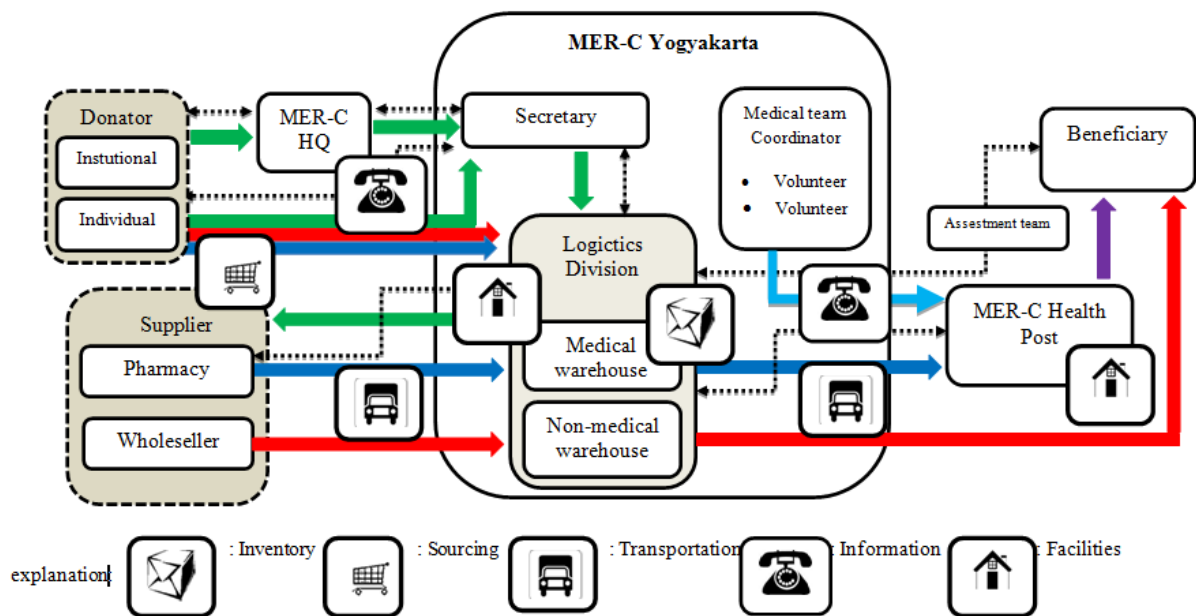 MER-C Yogyakarta
Donator
Instutional
Individual
MER-C
HQ
Secretary
Medical team
Coordinator
• Volunteer
• Volunteer
Beneficiary
Assestment team
Logictics
Division
Medical
warehouse
Non-medical
warehouse
MER-C Health
Post
Supplier
Pharmacy
Wholeseller
explanation:
: Inventory
: Sourcing
: Transportation
: Information
: Facilities